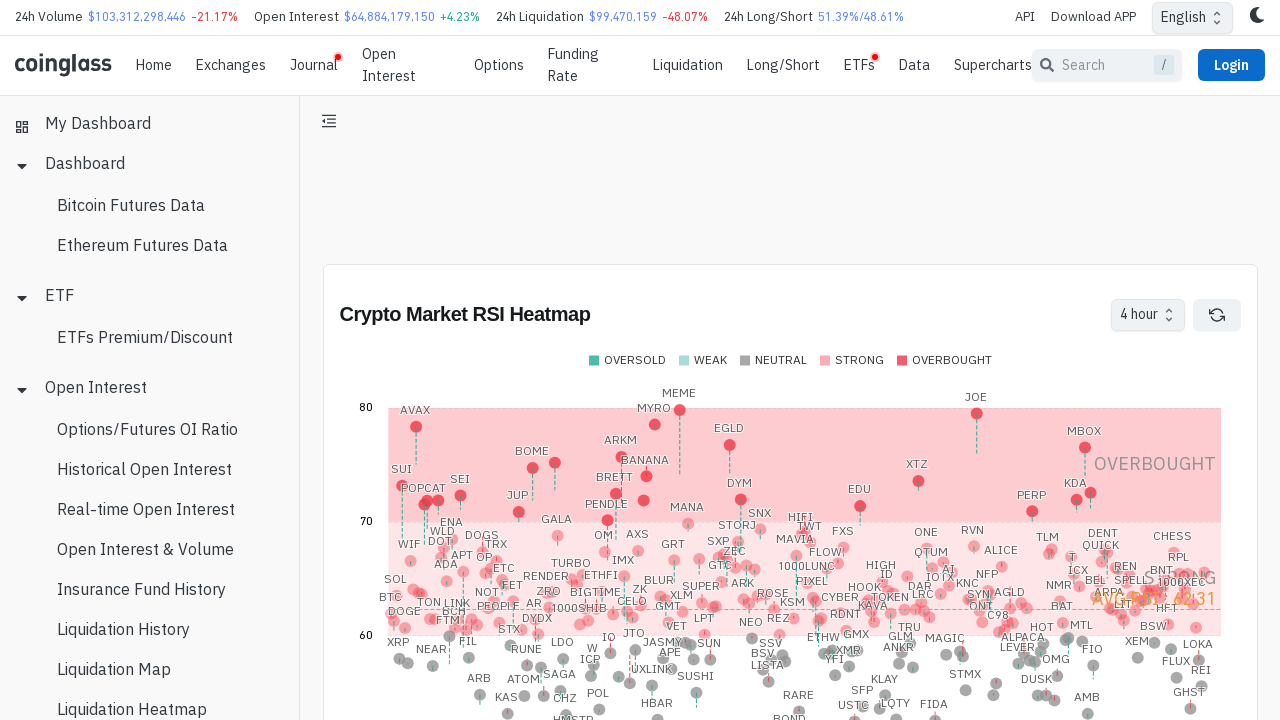 24h Volume $103,312,298,446 -21.17% Open Interest $64,884,179,150 +4.23% 24h Liquidation $99,470,159 -48.07% 24h Long/Short 51.39%/48.61% API Download APP English
coinglass Home Exchanges Journal Open Interest Options Funding Rate Liquidation Long/Short ETFs Data Supercharts Search / Login
My Dashboard
Dashboard
Bitcoin Futures Data
Ethereum Futures Data
ETF
ETFs Premium/Discount
Open Interest
Options/Futures OI Ratio
Historical Open Interest
Real-time Open Interest
Open Interest & Volume
Insurance Fund History
Liquidation History
Liquidation Map
Liquidation Heatmap
Crypto Market RSI Heatmap 4 hour
OVERSOLD WEAK NEUTRAL STRONG OVERBOUGHT
MEME
JOE
80 AVAX MYRO
EGLD MBOX
ARKM
BOME BANANA OVERBOUGHT
SUI XTZ
SEI BRETT DYM KDA
POPCAT EDU
JUP PENDLE PERP
MANA
SNX HIFI
70 ENA GALA STORJ TWT
WLD DOGS OM AXS FXS ONE RVN TLM DENT CHESS
WIF DOT TRX GRT SXP MAVIA QUICK
APT OP IMX ZEC FLOW QTUM ALICE T RPL
ADA ETC TURBO GTC 1000LUNC HIGH AI ICX REN BNT
SOL RENDER ETHFI BLUR ARK PIXEL ID IOTX NFP BEL SPELL 1000XEC
NOT FET ZRO BIGTIME ZK SUPER HOOK DAR KNC NMR
BTC TON LINK PEOPLE AR CELO XLM ROSE CYBER TOKEN LRC SYN AGLD ARPA
DOGE BCH 1000SHIB GMT KSM KAVA ONT BAT LIT HFT
FTM DYDX LPT REZ RDNT C98
60 STX JTO VET NEO TRU HOT MTL BSW
XRP FIL LDO IO JASMY SUN SSV ETHW GMX GLM MAGIC ALPACA XEM LOKA
NEAR RUNE W APE BSV XMR ANKR LEVER FIO
ICP UXLINK LISTA YFI OMG FLUX
ARB ATOM SAGA SUSHI KLAY STMX DUSK REI
KAS CHZ POL HBAR RARE SFP AMB GHST
HMSTR BOND USTC LQTY FIDA